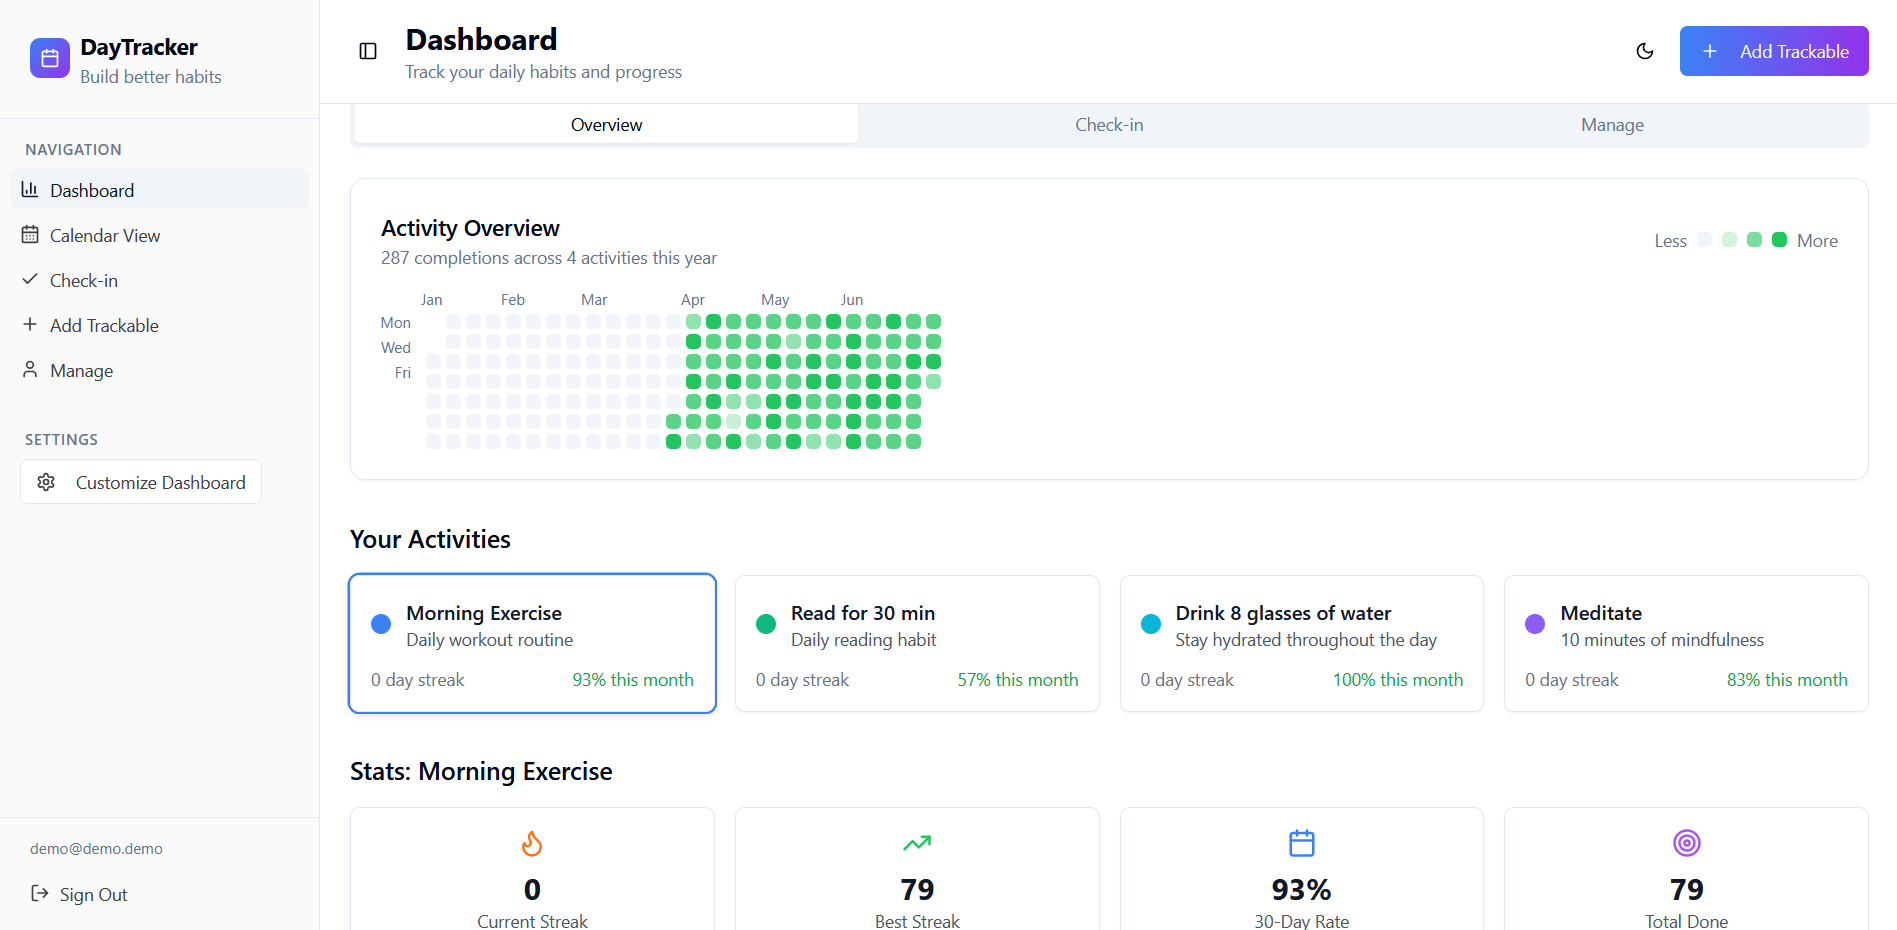 DayTracker
Build better habits
NAVIGATION
Dashboard
Calendar View
Check-in
Add Trackable
Manage
SETTINGS
Customize Dashboard
demo@demo.demo
Sign Out
Dashboard
Track your daily habits and progress
Add Trackable
Overview Check-in Manage
Activity Overview
287 completions across 4 activities this year
Less More
Jan Feb Mar Apr May Jun
Mon
Wed
Fri
Your Activities
Morning Exercise
Daily workout routine
0 day streak 93% this month
Read for 30 min
Daily reading habit
0 day streak 57% this month
Drink 8 glasses of water
Stay hydrated throughout the day
0 day streak 100% this month
Meditate
10 minutes of mindfulness
0 day streak 83% this month
Stats: Morning Exercise
0
Current Streak
79
Best Streak
93%
30-Day Rate
79
Total Done